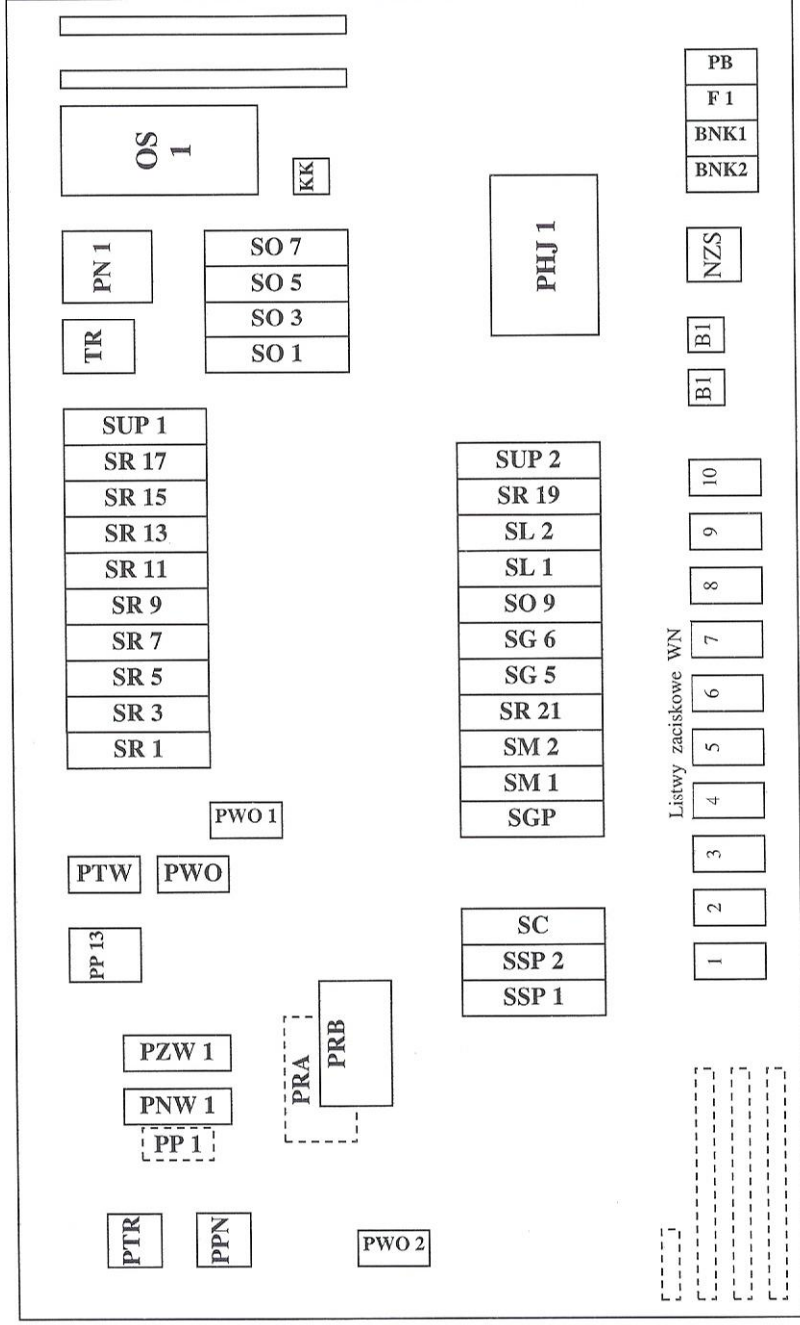 PB
F 1
BNK1
BNK2
OS
1
KK
PN 1
TR
SO 7
SO 5
SO 3
SO 1
PHJ 1
NZS
B1
B1
SUP 1
SR 17
SR 15
SR 13
SR 11
SR 9
SR 7
SR 5
SR 3
SR 1
SUP 2
SR 19
SL 2
SL 1
SO 9
SG 6
SG 5
SR 21
SM 2
SM 1
SGP
Listwy zaciskowe WN
10
9
8
7
6
5
4
3
2
1
PWO 1
PTW
PWO
PP 13
SC
SSP 2
SSP 1
PZW 1
PNW 1
PP 1
PRA
PRB
PTR
PPN
PWO 2